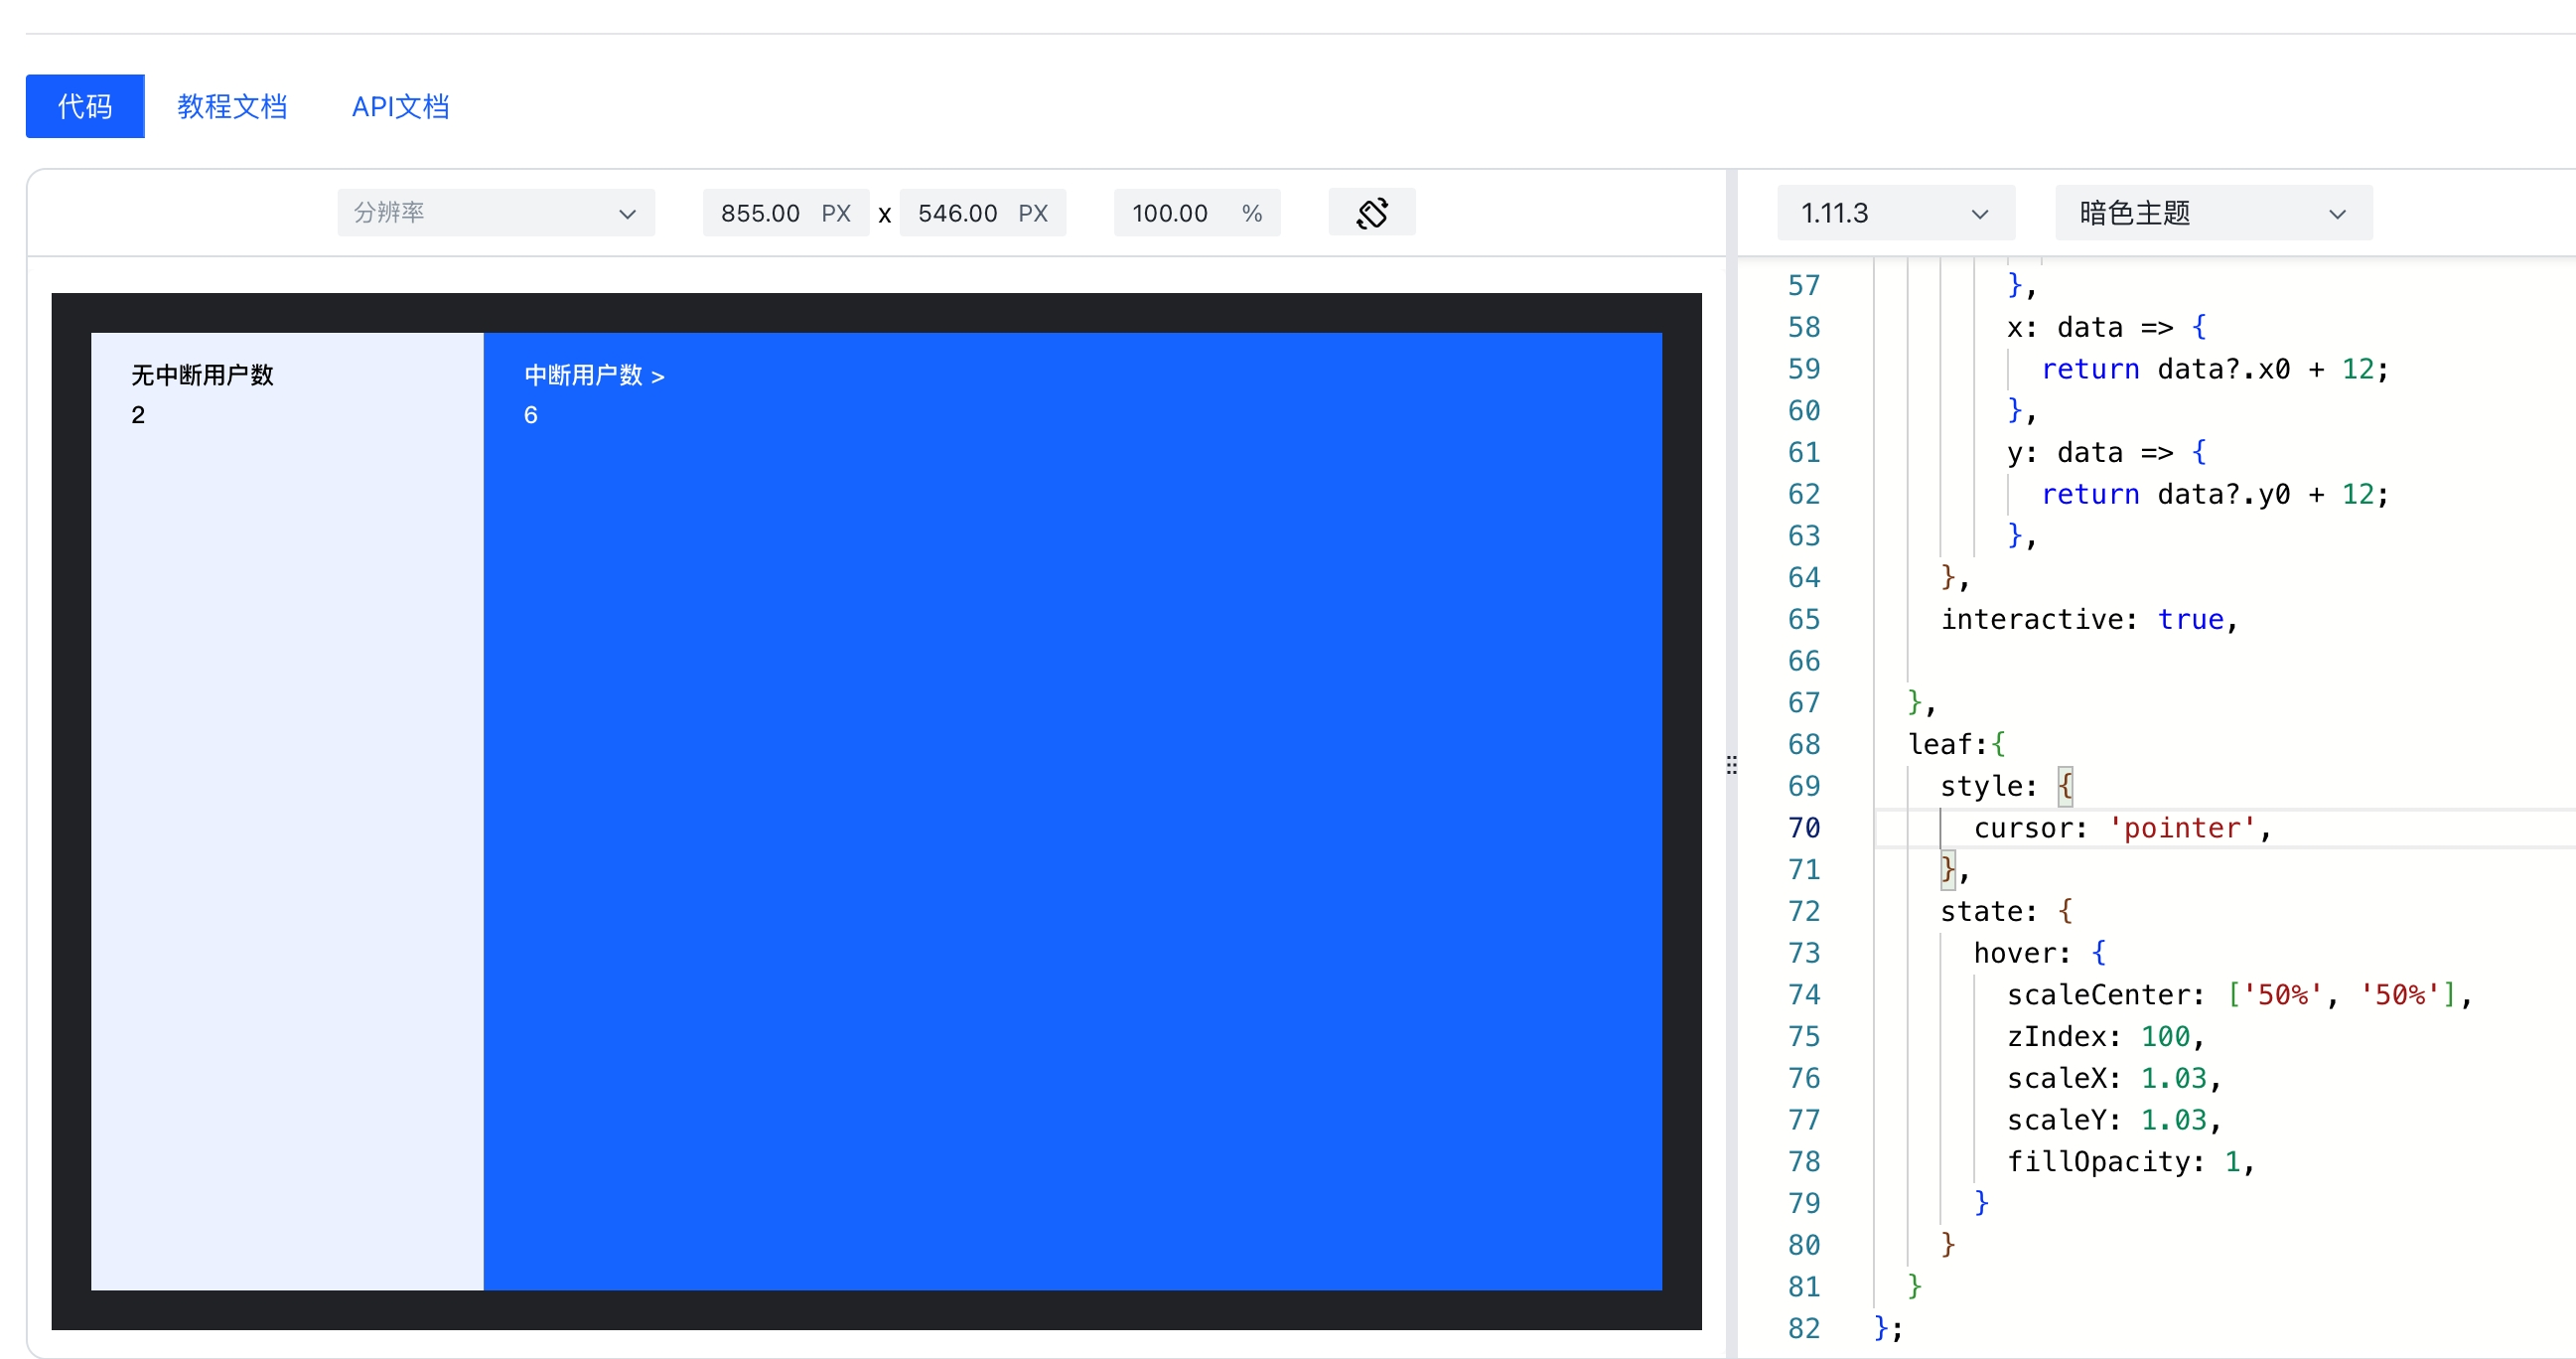 代码 教程文档 API文档
分辨率 855.00 PX x 546.00 PX 100.00 %
1.11.3 暗色主题
无中断用户数
2
中断用户数 >
6
57 },
58 x: data => {
59 return data?.x0 + 12;
60 },
61 y: data => {
62 return data?.y0 + 12;
63 },
64 },
65 interactive: true,
66
67 },
68 leaf:{
69 style: {
70 cursor: 'pointer',
71 },
72 state: {
73 hover: {
74 scaleCenter: ['50%', '50%'],
75 zIndex: 100,
76 scaleX: 1.03,
77 scaleY: 1.03,
78 fillOpacity: 1,
79 }
80 }
81 }
82 };